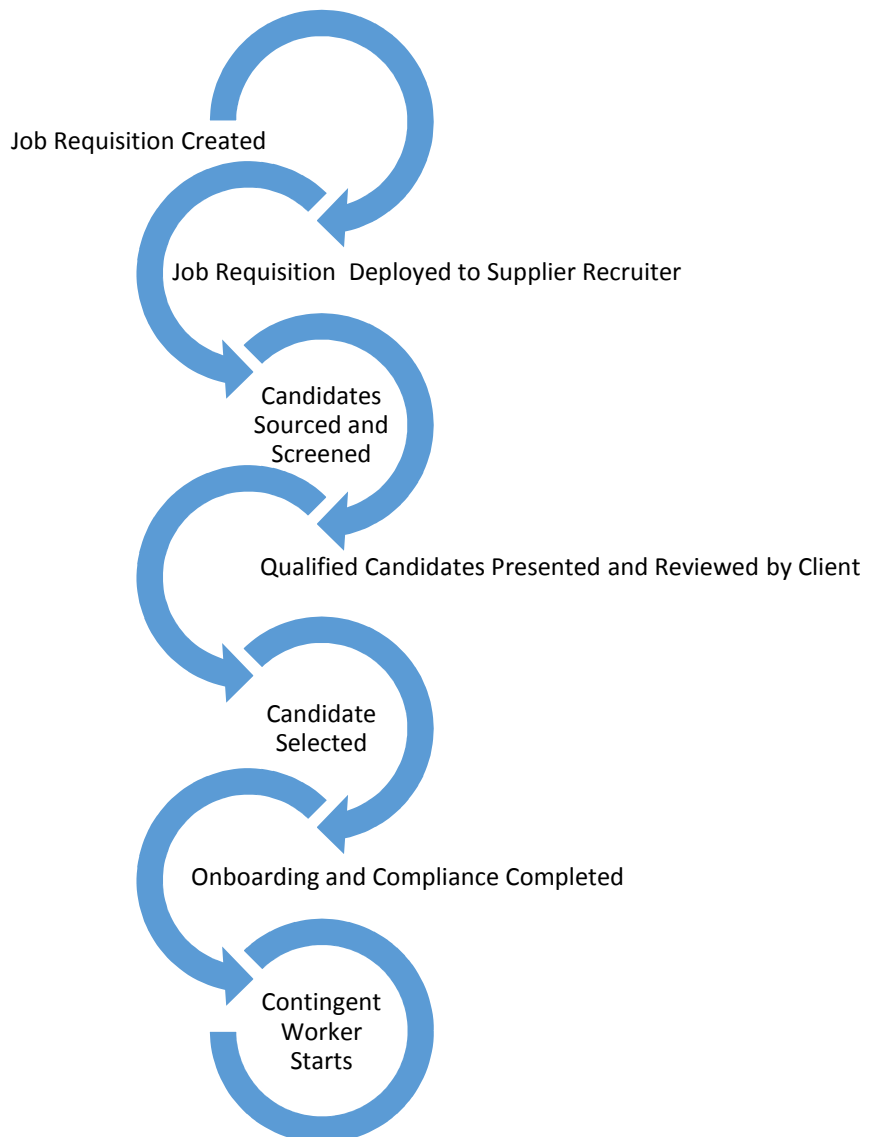 Job Requisition Created
Job Requisition  Deployed to Supplier Recruiter
Candidates
Sourced and
Screened
Qualified Candidates Presented and Reviewed by Client
Candidate
Selected
Onboarding and Compliance Completed
Contingent
Worker
Starts